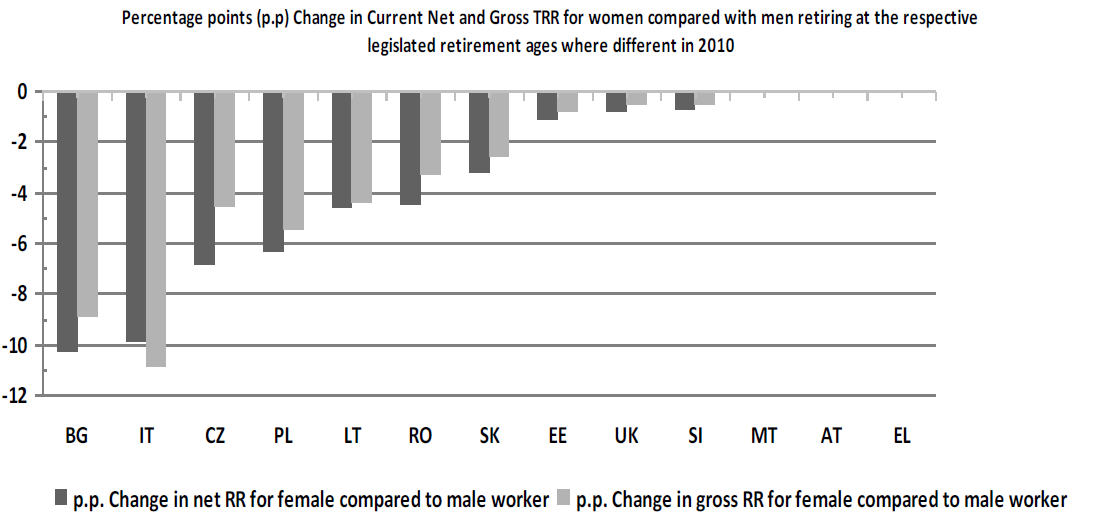 Percentage points (p.p) Change in Current Net and Gross TRR for women compared with men retiring at the respective
legislated retirement ages where different in 2010
0
-2
-4
-6
-8
-10
-12
BG IT CZ PL LT RO SK EE UK SI MT AT EL
p.p. Change in net RR for female compared to male worker p.p. Change in gross RR for female compared to male worker